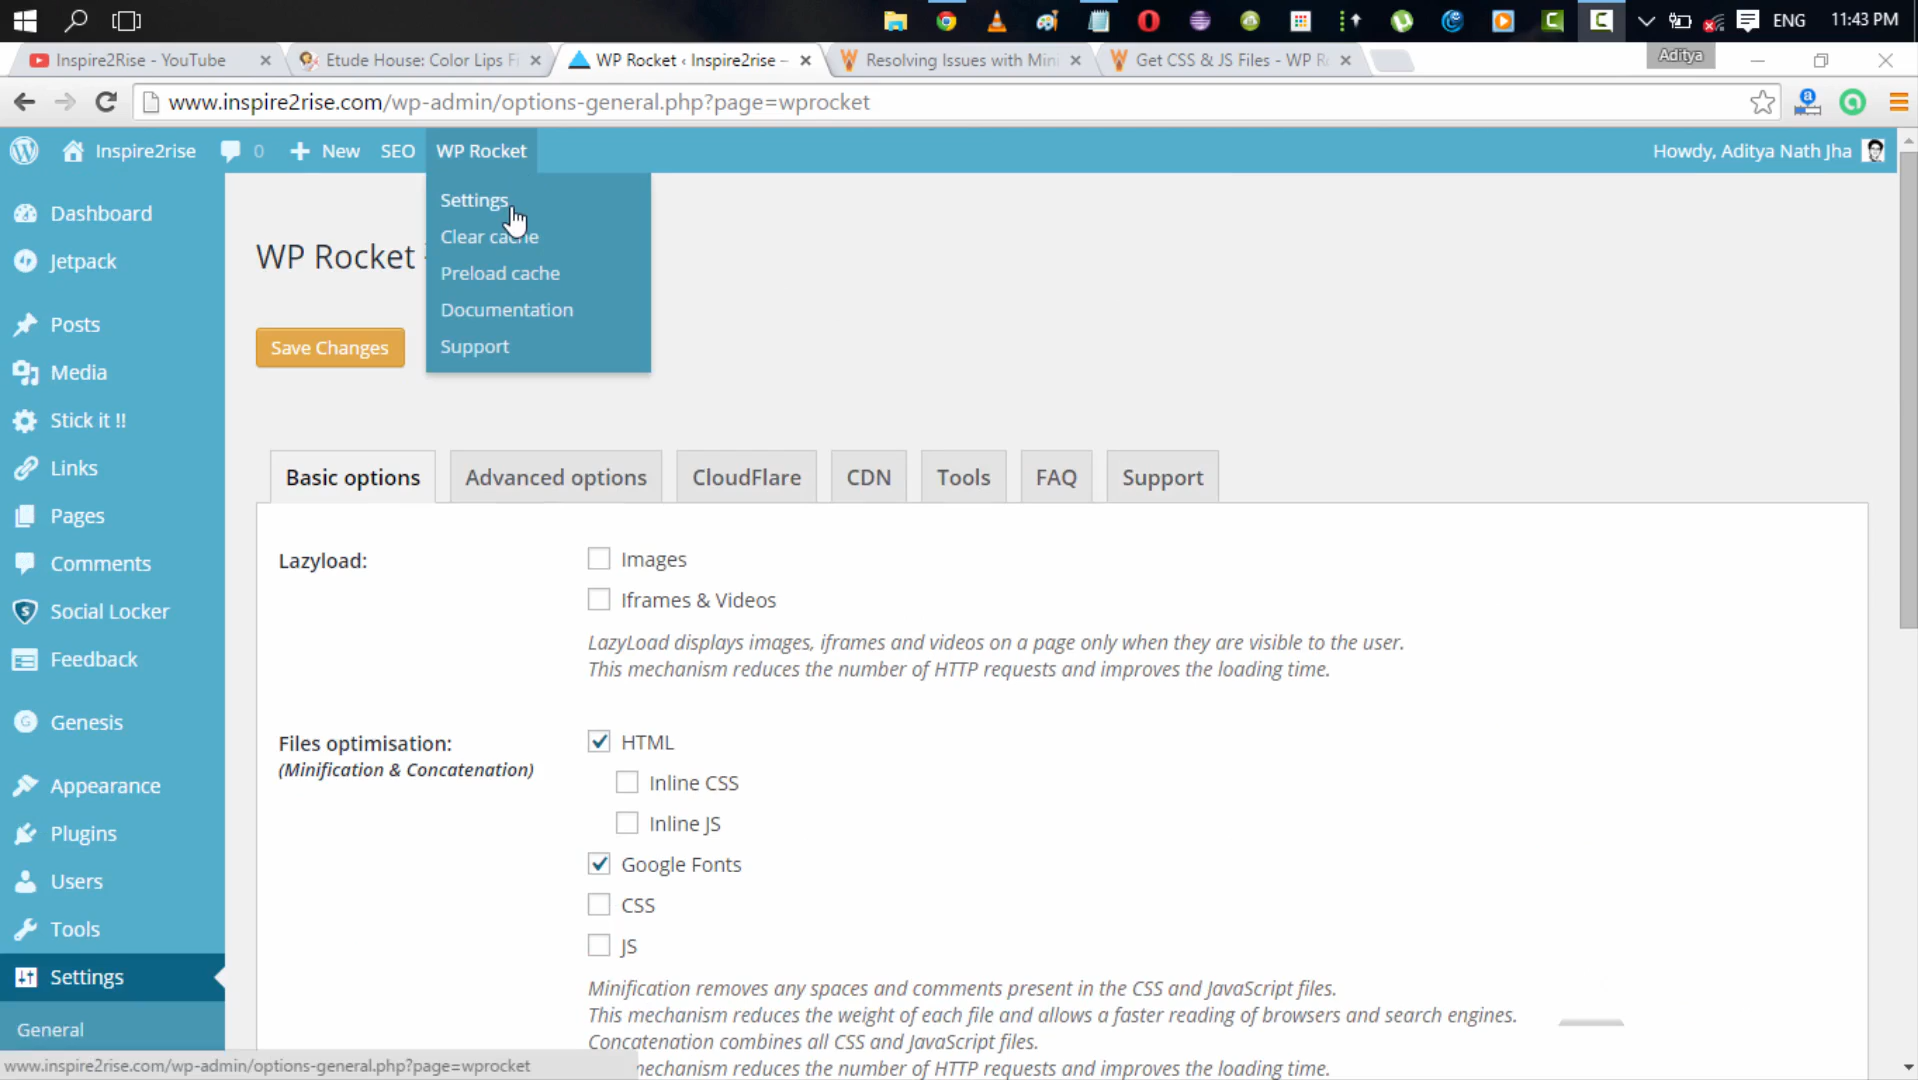 ENG
11:43 PM
Inspire2Rise - YouTube
Etude House: Color Lips Fi
WP Rocket ‹ Inspire2rise –
Resolving Issues with Mini
Get CSS & JS Files - WP R
Aditya
www.inspire2rise.com/wp-admin/options-general.php?page=wprocket
Inspire2rise
0
New
SEO
WP Rocket
Howdy, Aditya Nath Jha
Settings
Clear cache
Preload cache
Documentation
Support
Dashboard
Jetpack
Posts
Media
Stick it !!
Links
Pages
Comments
Social Locker
Feedback
Genesis
Appearance
Plugins
Users
Tools
Settings
General
WP Rocket
Save Changes
Basic options
Advanced options
CloudFlare
CDN
Tools
FAQ
Support
Lazyload:
Images
Iframes & Videos
LazyLoad displays images, iframes and videos on a page only when they are visible to the user.
This mechanism reduces the number of HTTP requests and improves the loading time.
Files optimisation:
(Minification & Concatenation)
HTML
Inline CSS
Inline JS
Google Fonts
CSS
JS
Minification removes any spaces and comments present in the CSS and JavaScript files.
This mechanism reduces the weight of each file and allows a faster reading of browsers and search engines.
Concatenation combines all CSS and JavaScript files.
mechanism reduces the number of HTTP requests and improves the loading time.
www.inspire2rise.com/wp-admin/options-general.php?page=wprocket